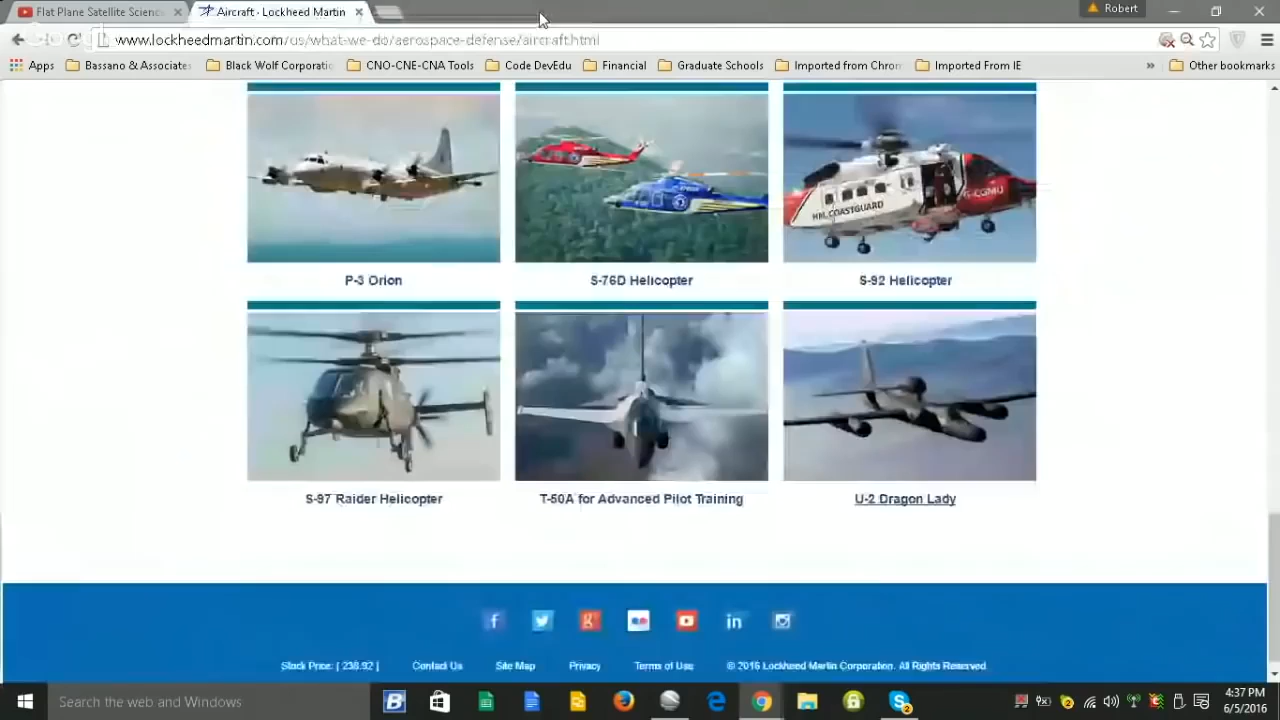 Flat Plane Satellite Scienc
Aircraft - Lockheed Martin
Robert
www.lockheedmartin.com/us/what-we-do/aerospace-defense/aircraft.html
Apps
Bassano & Associates
Black Wolf Corporatio
CNO-CNE-CNA Tools
Code DevEdu
Financial
Graduate Schools
Imported from Chrom
Imported From IE
Other bookmarks
HM COASTGUARD
G-CGMU
P-3 Orion
S-76D Helicopter
S-92 Helicopter
S-97 Raider Helicopter
T-50A for Advanced Pilot Training
U-2 Dragon Lady
Stock Price: [ 238.92 ]
Contact Us
Site Map
Privacy
Terms of Use
© 2016 Lockheed Martin Corporation. All Rights Reserved.
Search the web and Windows
4:37 PM
6/5/2016